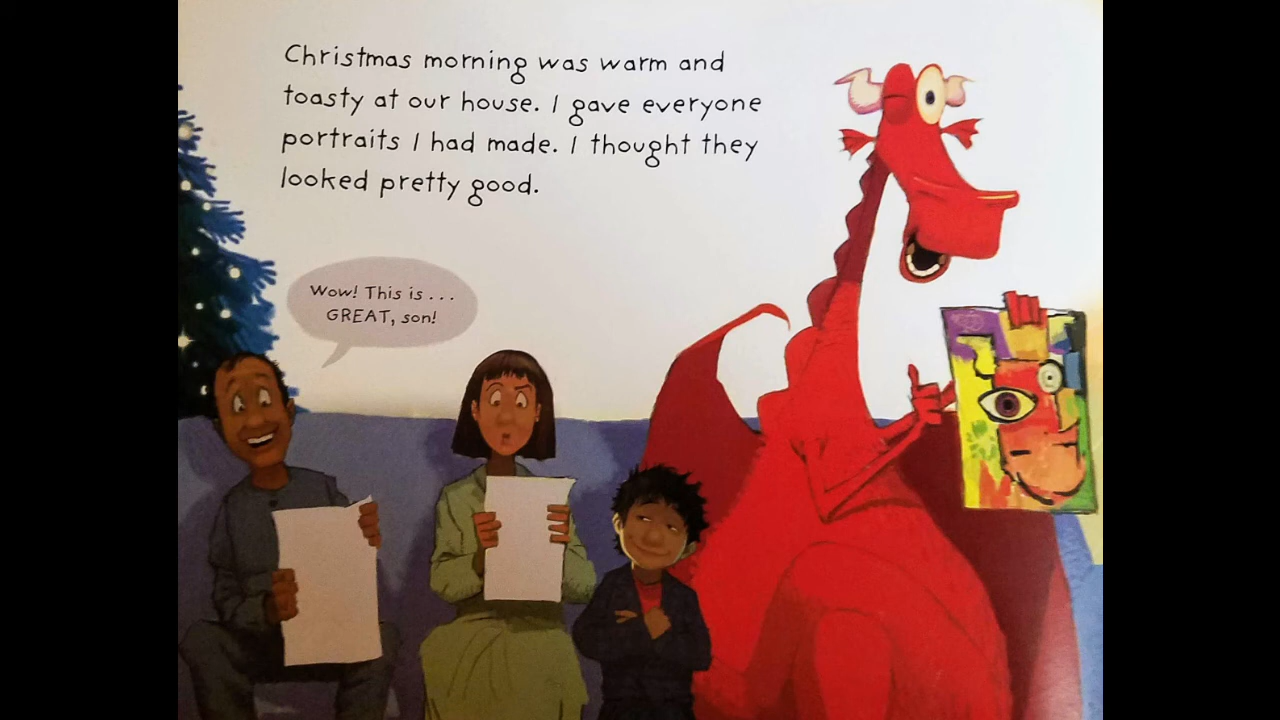 Christmas morning was warm and
toasty at our house. I gave everyone
portraits I had made. I thought they
looked pretty good.
Wow! This is . . .
GREAT, son!